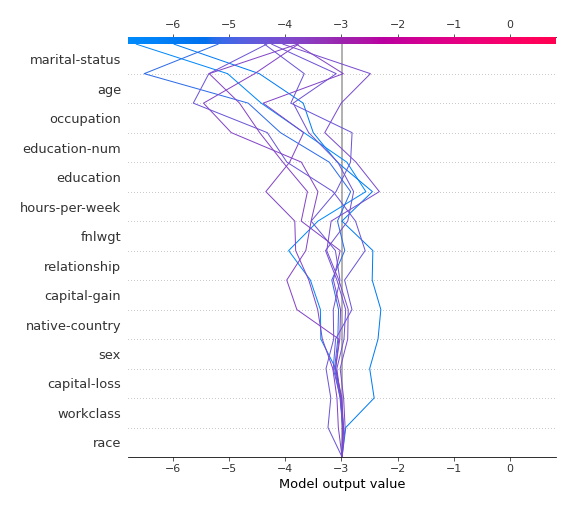 −6 −5 −4 −3 −2 −1 0
marital-status
age
occupation
education-num
education
hours-per-week
fnlwgt
relationship
capital-gain
native-country
sex
capital-loss
workclass
race
−6 −5 −4 −3 −2 −1 0
Model output value